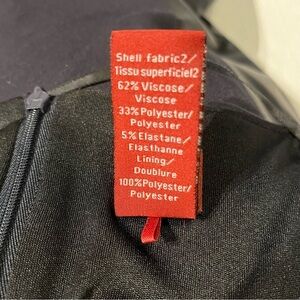 Shell fabric2/
Tissu superficiel2
62% Viscose/
Viscose
33% Polyester/
Polyester
5% Elastane/
Elasthanne
Lining/
Doublure
100% Polyester/
Polyester